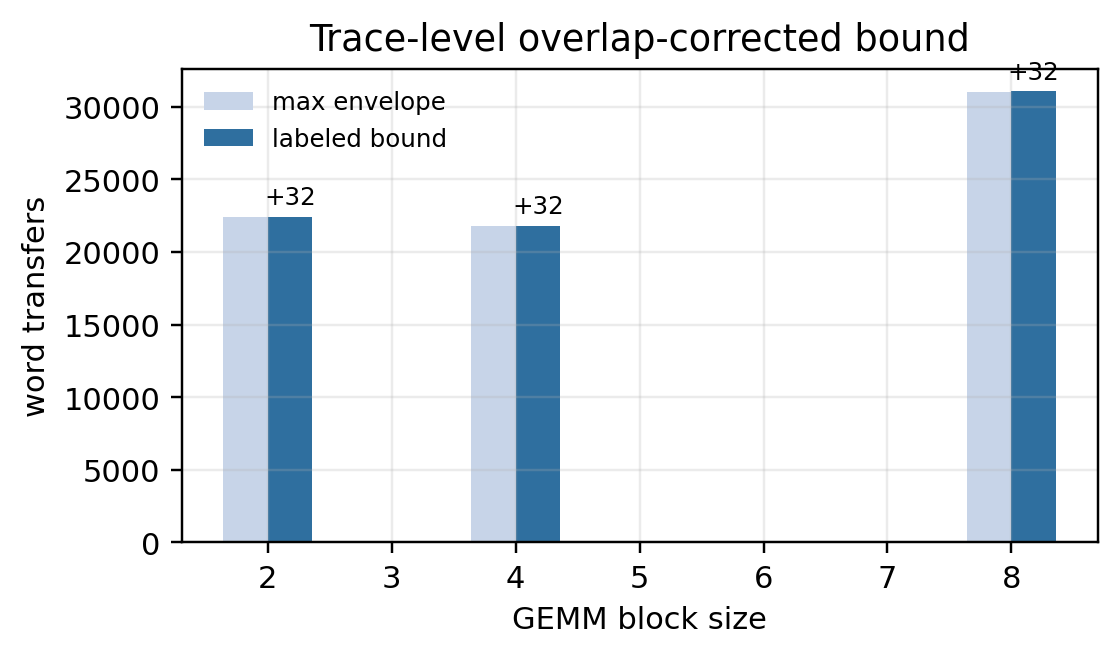 Trace-level overlap-corrected bound
+32
30000
max envelope
labeled bound
25000
+32
+32
20000
15000
10000
5000
0
word transfers
2 3 4 5 6 7 8
GEMM block size